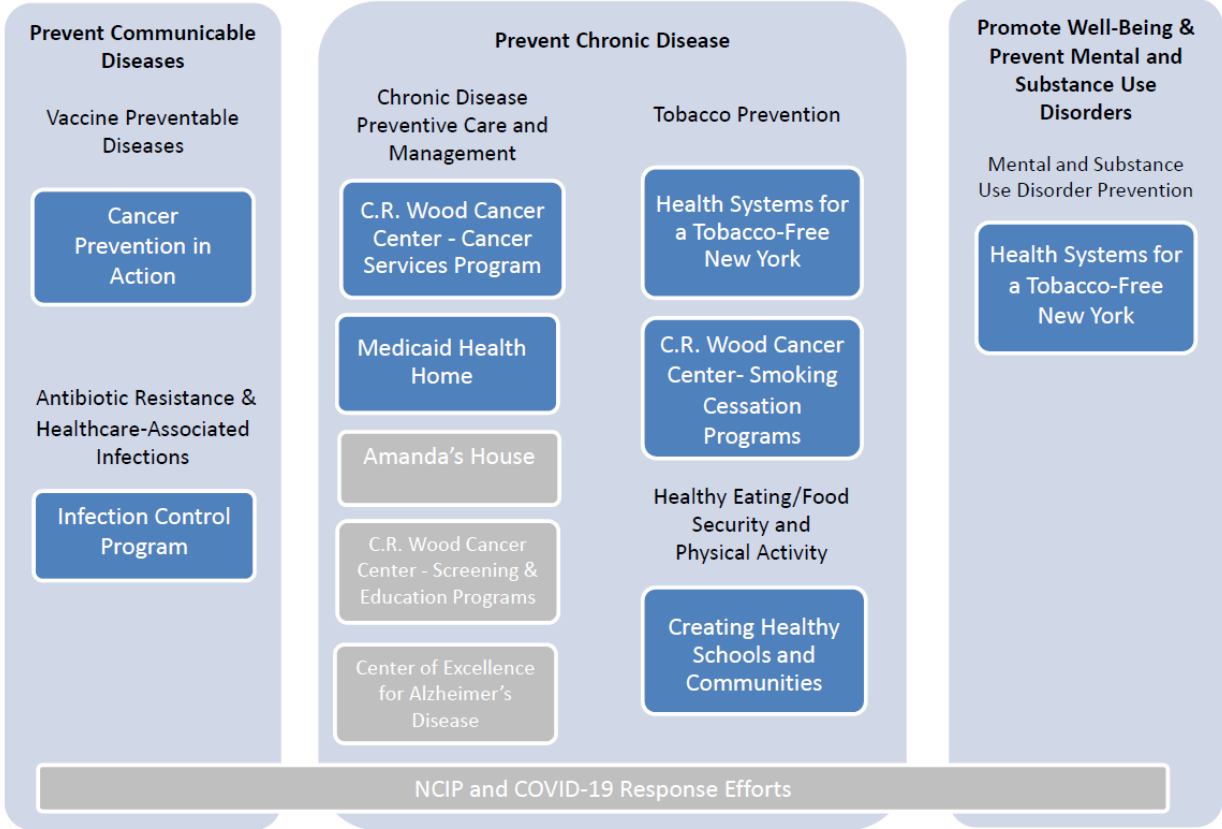 Prevent Communicable
Diseases
Vaccine Preventable
Diseases
Cancer
Prevention in
Action
Antibiotic Resistance &
Healthcare-Associated
Infections
Infection Control
Program
Prevent Chronic Disease
Chronic Disease
Preventive Care and
Management
C.R. Wood Cancer
Center - Cancer
Services Program
Medicaid Health
Home
Amanda's House
C.R. Wood Cancer
Center - Screening &
Education Programs
Center of Excellence
for Alzheimer's
Disease
Tobacco Prevention
Health Systems for
a Tobacco-Free
New York
C.R. Wood Cancer
Center- Smoking
Cessation
Programs
Healthy Eating/Food
Security and
Physical Activity
Creating Healthy
Schools and
Communities
Promote Well-Being &
Prevent Mental and
Substance Use
Disorders
Mental and Substance
Use Disorder Prevention
Health Systems for
a Tobacco-Free
New York
NCIP and COVID-19 Response Efforts